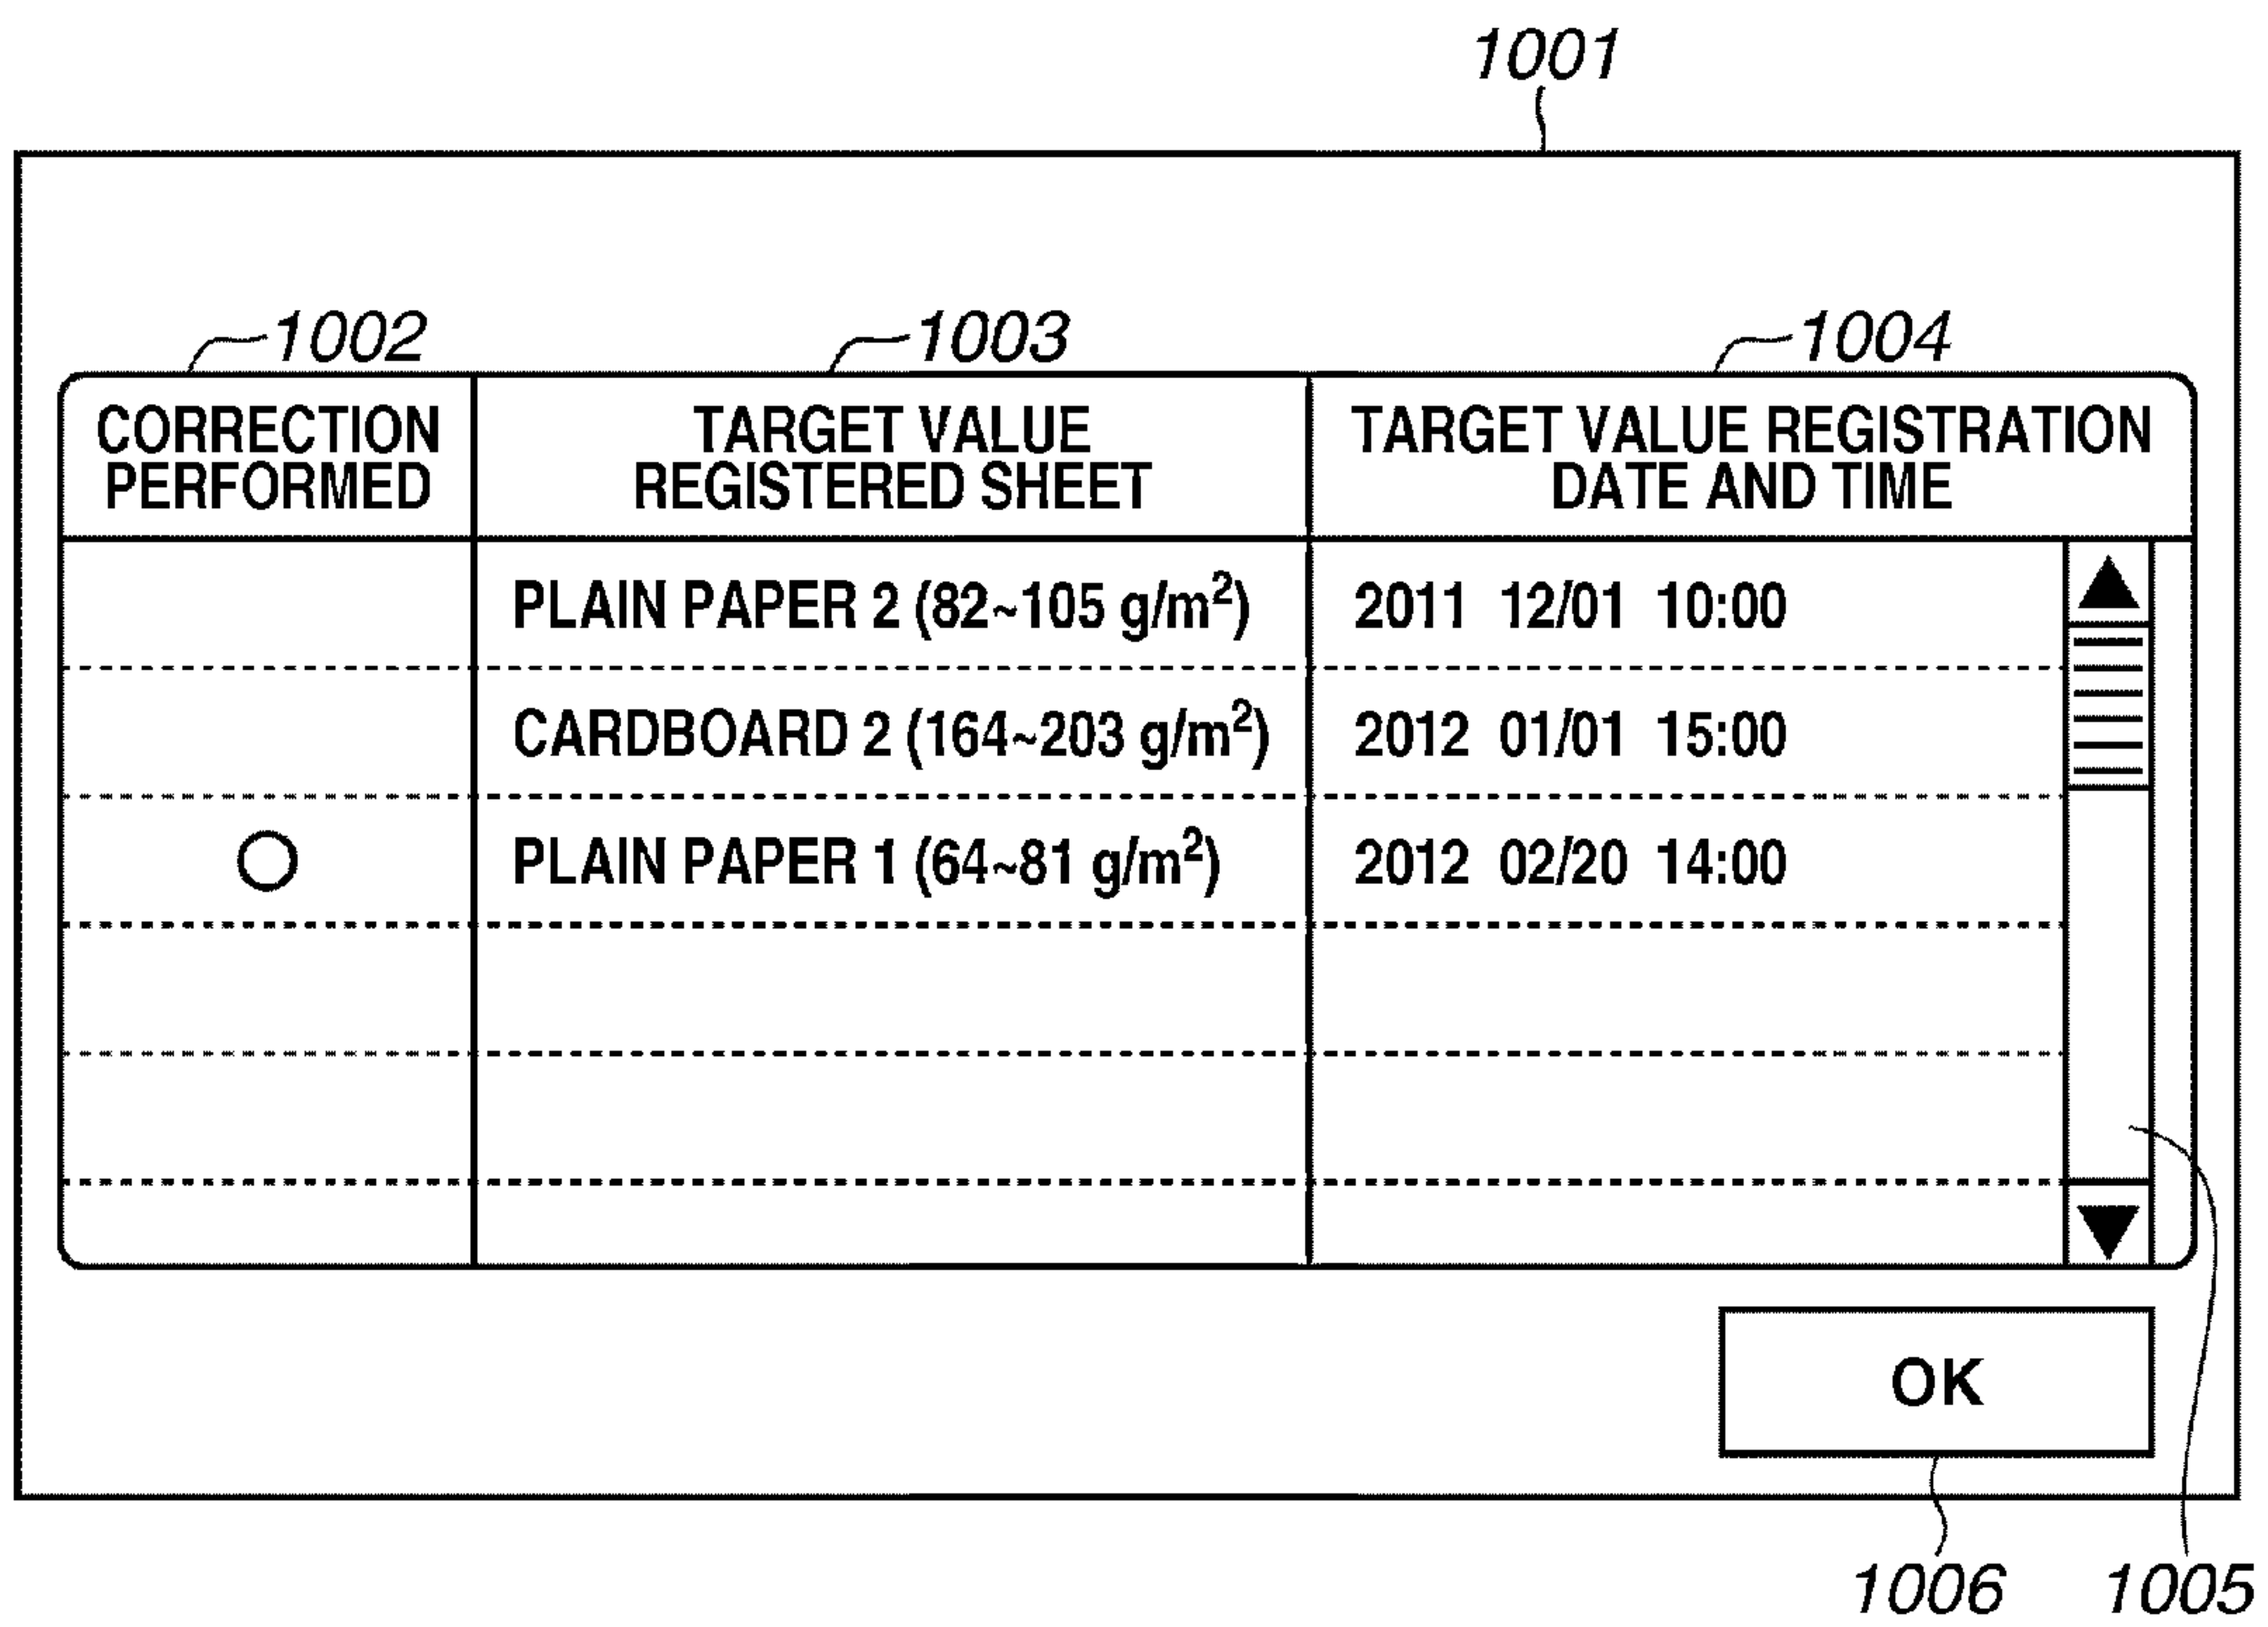 1001
1002 1003 1004
CORRECTION PERFORMED TARGET VALUE REGISTERED SHEET TARGET VALUE REGISTRATION DATE AND TIME
PLAIN PAPER 2 (82~105 g/m²) 2011 12/01 10:00
CARDBOARD 2 (164~203 g/m²) 2012 01/01 15:00
PLAIN PAPER 1 (64~81 g/m²) 2012 02/20 14:00
OK
1006 1005